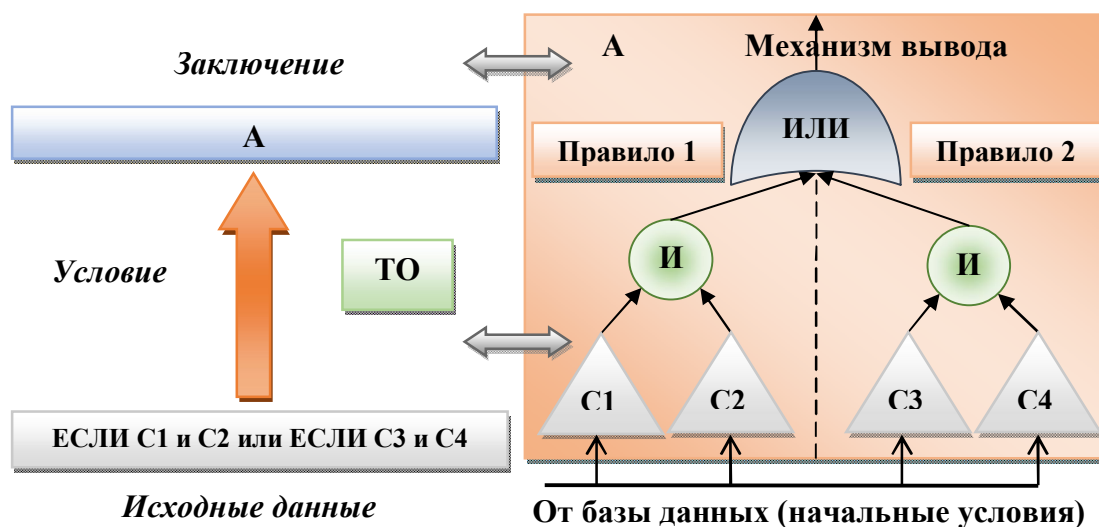 Заключение
А
Механизм вывода
А
ИЛИ
Правило 1
Правило 2
Условие
ТО
И
И
С1
С2
С3
С4
ЕСЛИ С1 и С2 или ЕСЛИ С3 и С4
Исходные данные
От базы данных (начальные условия)